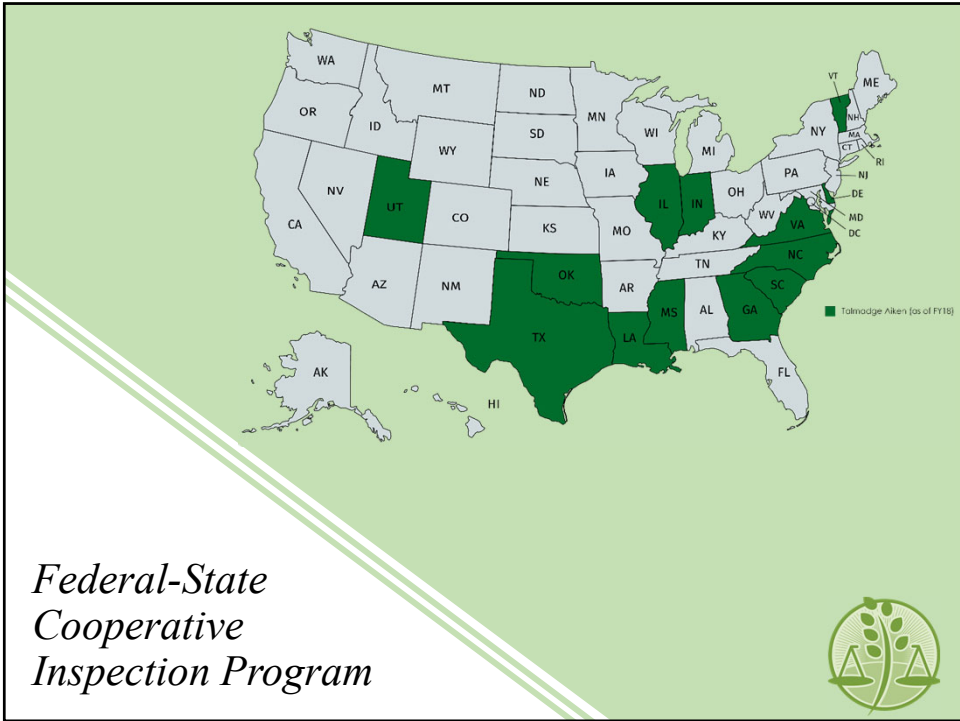 WA
MT
ND
MN
ME
VT
NH
OR
ID
SD
WI
NY
MA
CT
RI
WY
MI
PA
NJ
NE
IA
OH
DE
NV
UT
IL
IN
WV
MD
DC
CA
CO
KS
MO
KY
VA
NC
TN
AZ
NM
OK
AR
SC
MS
AL
GA
TX
LA
Talmadge Aiken (as of FY18)
FL
AK
HI
Federal-State
Cooperative
Inspection Program